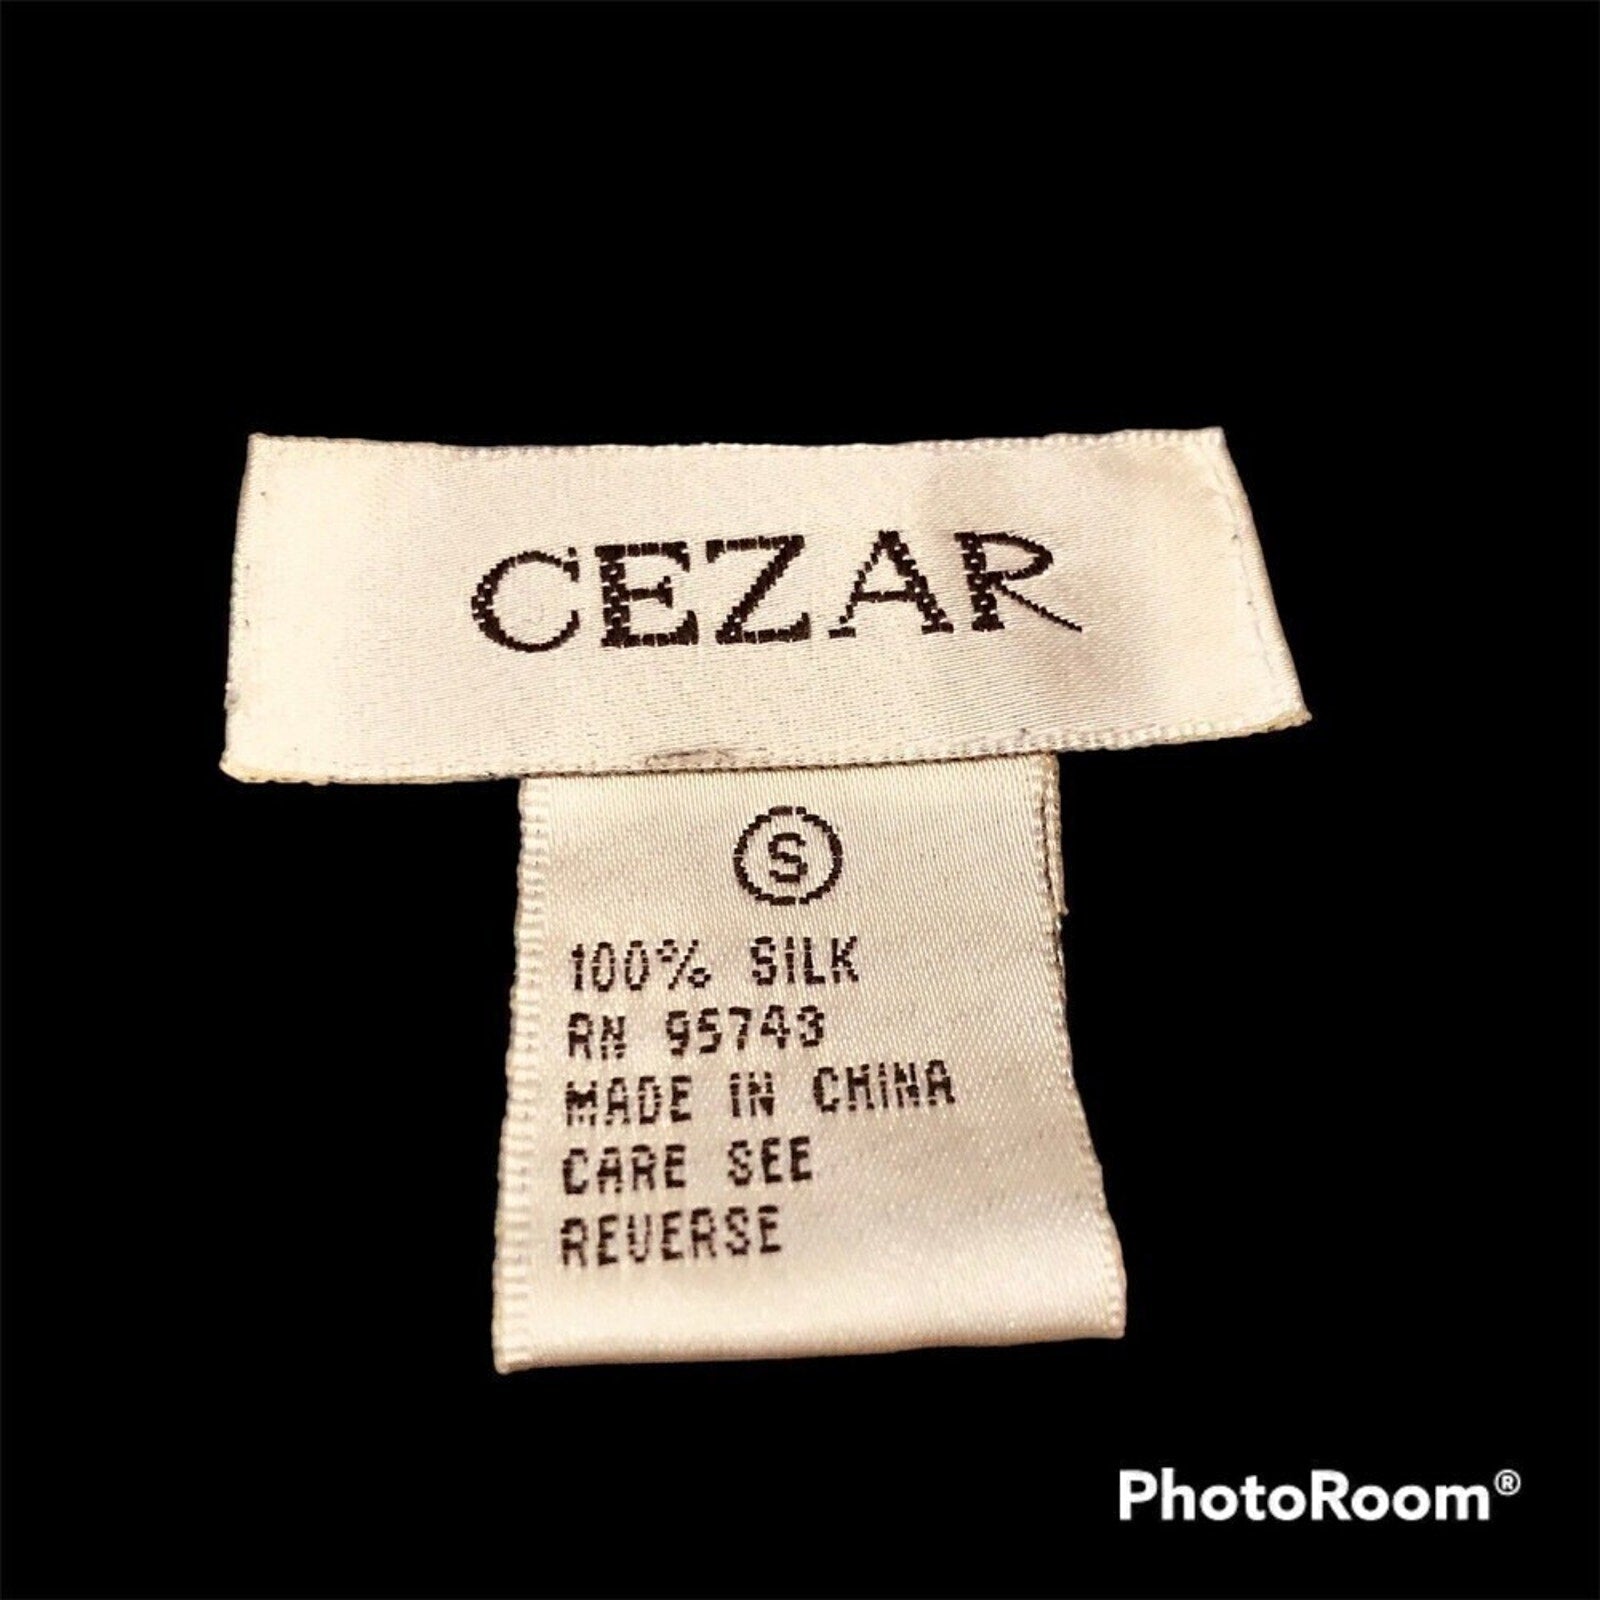 CEZAR
S
100% SILK
RN 95743
MADE IN CHINA
CARE SEE
REVERSE
PhotoRoom®